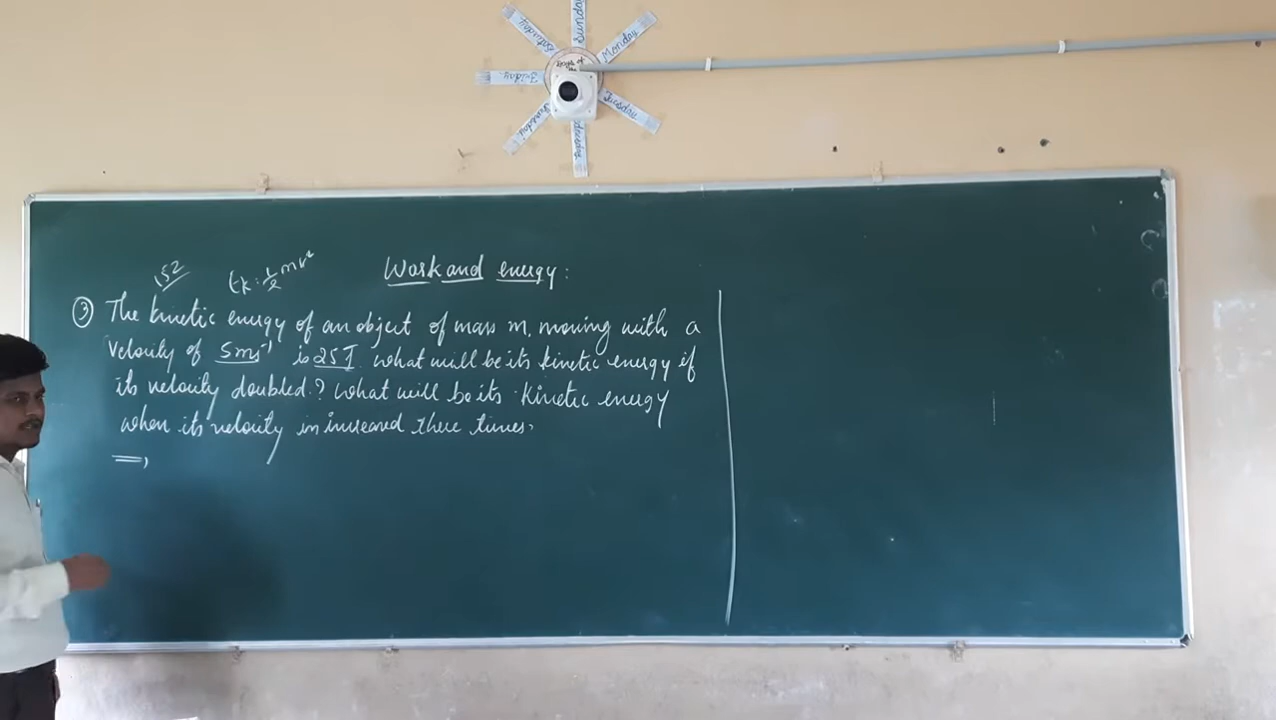 Sunday
Monday
Tuesday
Friday
Saturday
152
Ek = 1/2 mv²
Work and energy :
③ The kinetic energy of an object of mass m, moving with a
velocity of 5ms⁻¹ is 25J. What will be its kinetic energy if
its velocity doubled? What will be its kinetic energy
when its velocity in increased three times.
⇒,